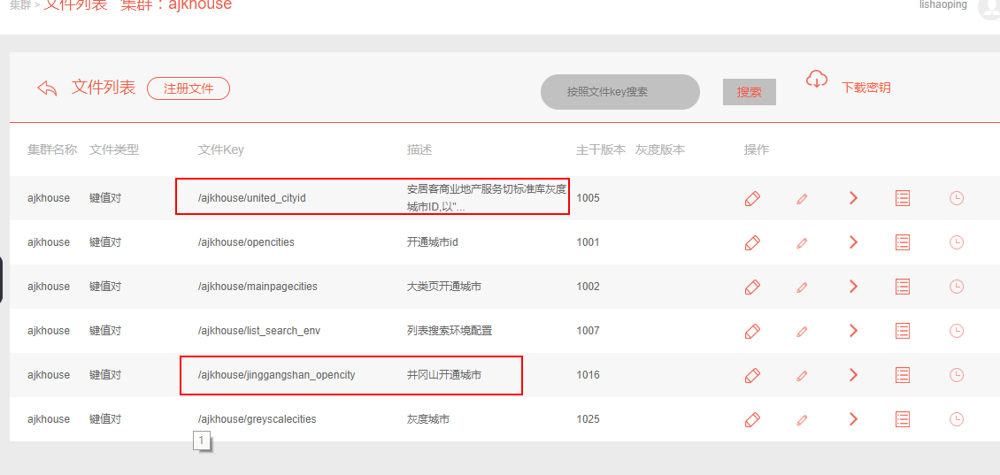 集群 > 文件列表 集群：ajkhouse
lishaoping
文件列表 注册文件 按照文件key搜索 搜索 下载密钥
集群名称 文件类型 文件Key 描述 主干版本 灰度版本 操作
ajkhouse 键值对 /ajkhouse/united_cityid 安居客商业地产服务切标准库灰度
城市ID,以"... 1005
ajkhouse 键值对 /ajkhouse/opencities 开通城市id 1001
ajkhouse 键值对 /ajkhouse/mainpagecities 大类页开通城市 1002
ajkhouse 键值对 /ajkhouse/list_search_env 列表搜索环境配置 1007
ajkhouse 键值对 /ajkhouse/jinggangshan_opencity 井冈山开通城市 1016
ajkhouse 键值对 /ajkhouse/greyscalecities 灰度城市 1025
1